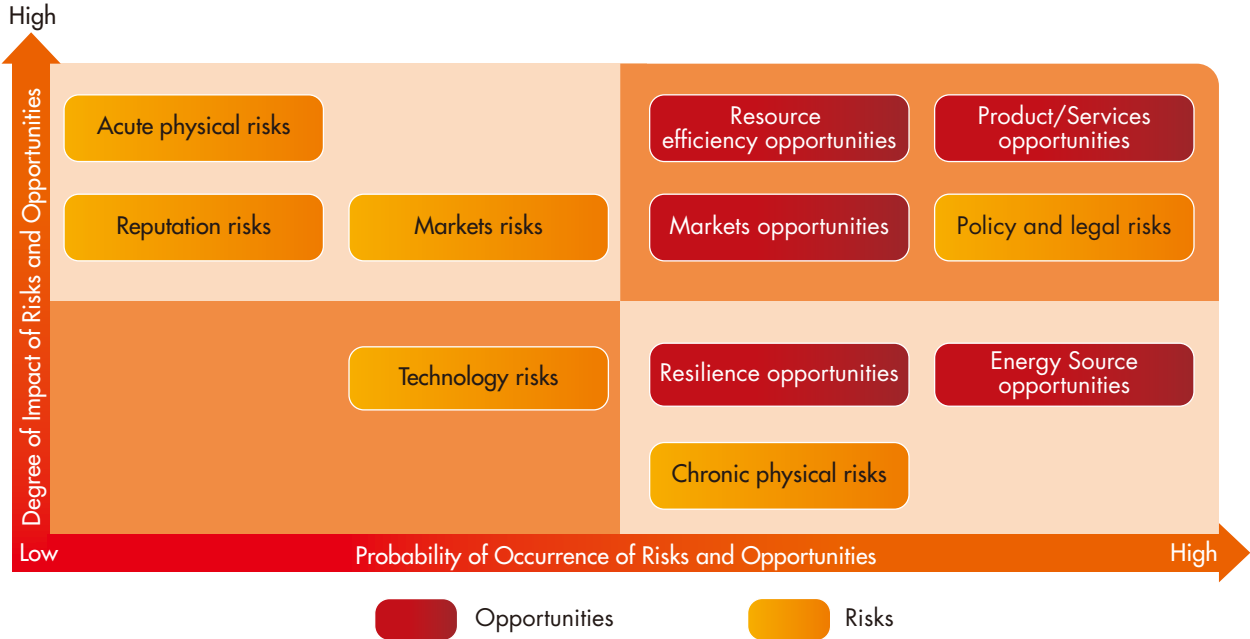 High
Degree of Impact of Risks and Opportunities
Acute physical risks
Resource
efficiency opportunities
Product/Services
opportunities
Reputation risks
Markets risks
Markets opportunities
Policy and legal risks
Technology risks
Resilience opportunities
Energy Source
opportunities
Chronic physical risks
Low
Probability of Occurrence of Risks and Opportunities
High
Opportunities
Risks